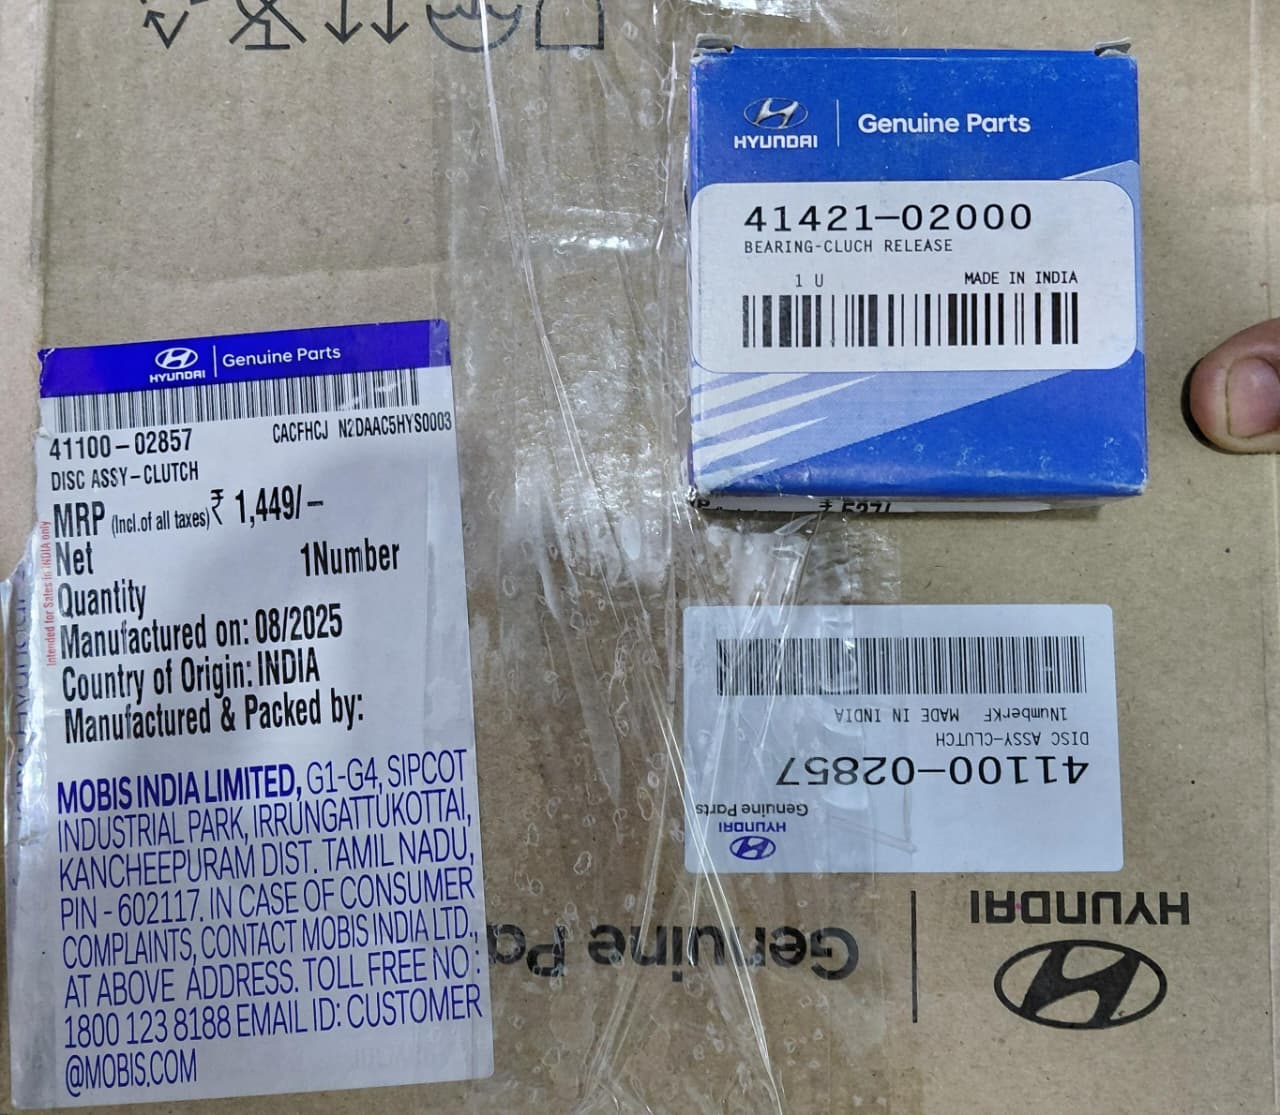 HYUNDAI
Genuine Parts
41421-02000
BEARING-CLUCH RELEASE
1 U MADE IN INDIA
₹ 527/
HYUNDAI Genuine Parts
41100-02857 CACFHCJ N2DAAC5HYS0003
DISC ASSY-CLUTCH
MRP (Incl.of all taxes) ₹ 1,449/-
Net 1Number
Quantity
Manufactured on: 08/2025
Country of Origin: INDIA
Manufactured & Packed by:
MOBIS INDIA LIMITED, G1-G4, SIPCOT
INDUSTRIAL PARK, IRRUNGATTUKOTTAI,
KANCHEEPURAM DIST. TAMIL NADU,
PIN - 602117. IN CASE OF CONSUMER
COMPLAINTS, CONTACT MOBIS INDIA LTD.,
AT ABOVE ADDRESS. TOLL FREE NO :
1800 123 8188 EMAIL ID: CUSTOMER
@MOBIS.COM
Intended for Sales in INDIA only
HYUNDAI
Genuine Parts
41100-02857
DISC ASSY-CLUTCH
1NumberKF MADE IN INDIA
HYUNDAI
Genuine Pa